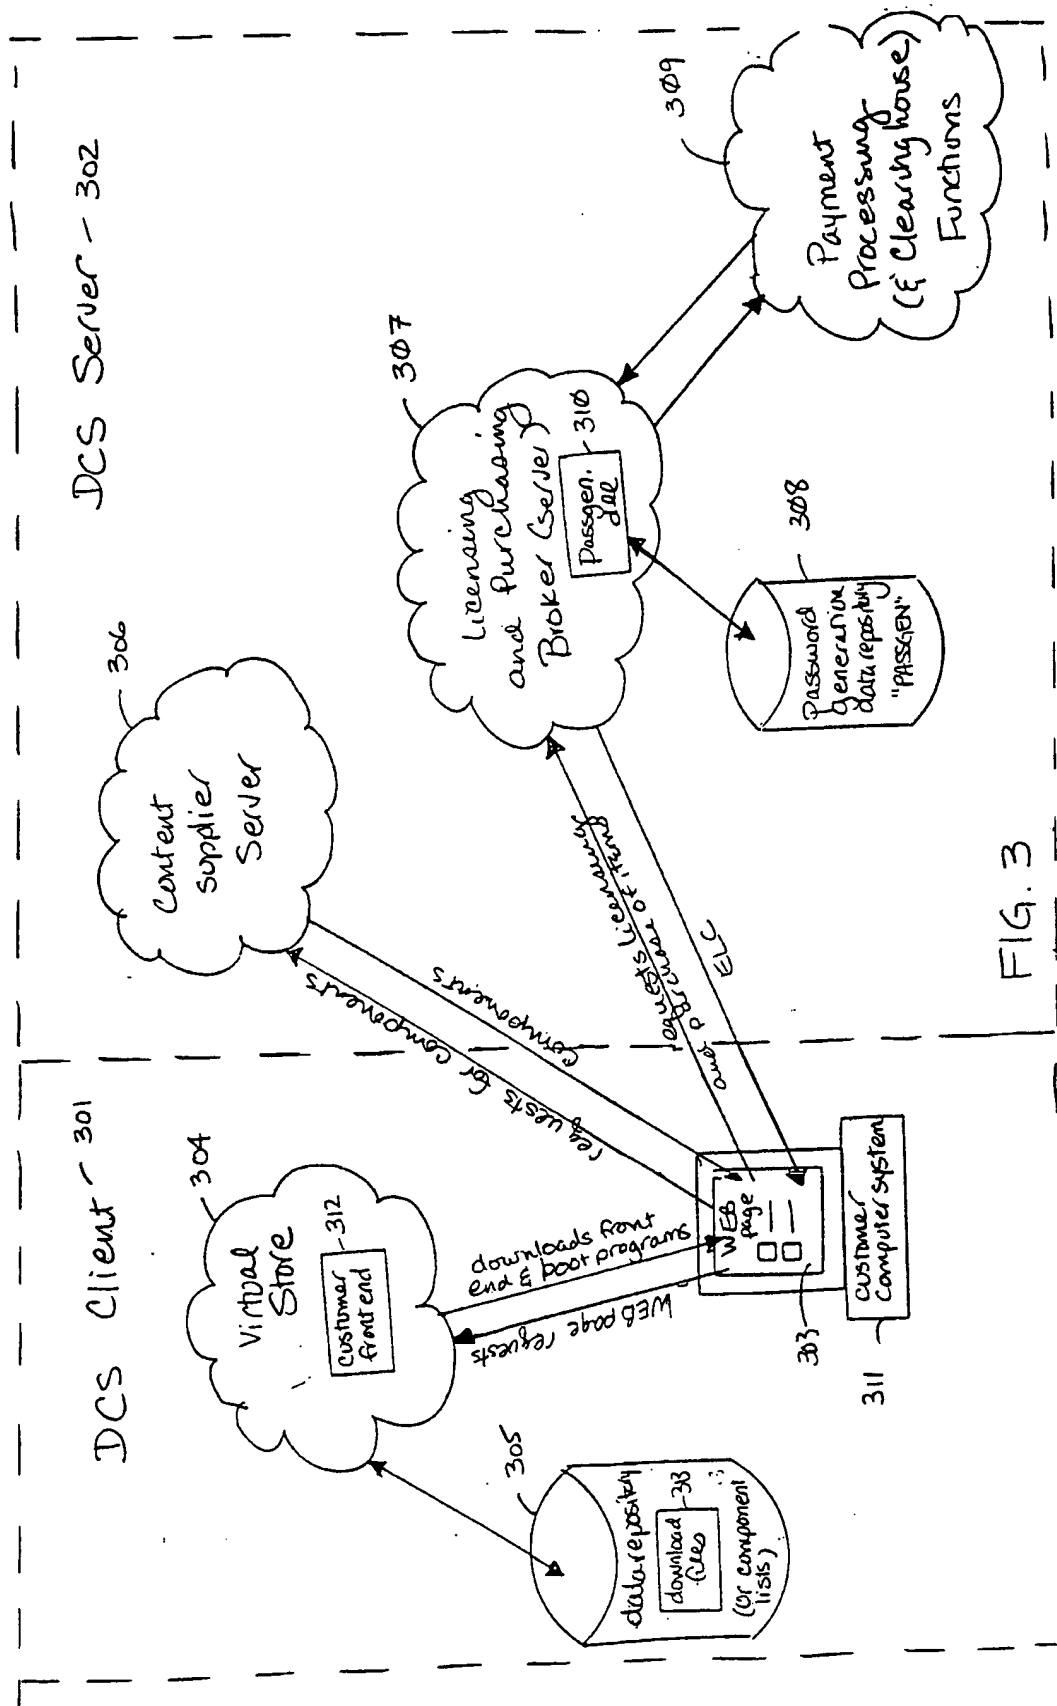 DCS Client
301
DCS Server - 302
304
Virtual
Store
312
customer
front end
305
data repository
download
files
313
(or component
lists)
WEB page requests
downloads front
end & boot programs
WEB
page
303
customer
computer system
311
requests for components
components
306
Content
supplier
Server
requests licensing
and purchase of items
ELC
307
Licensing
and Purchasing
Broker (server)
Passgen.
dll
310
308
Password
generation
data repository
"PASSGEN"
309
Payment
Processing
(& Clearinghouse)
Functions
FIG. 3